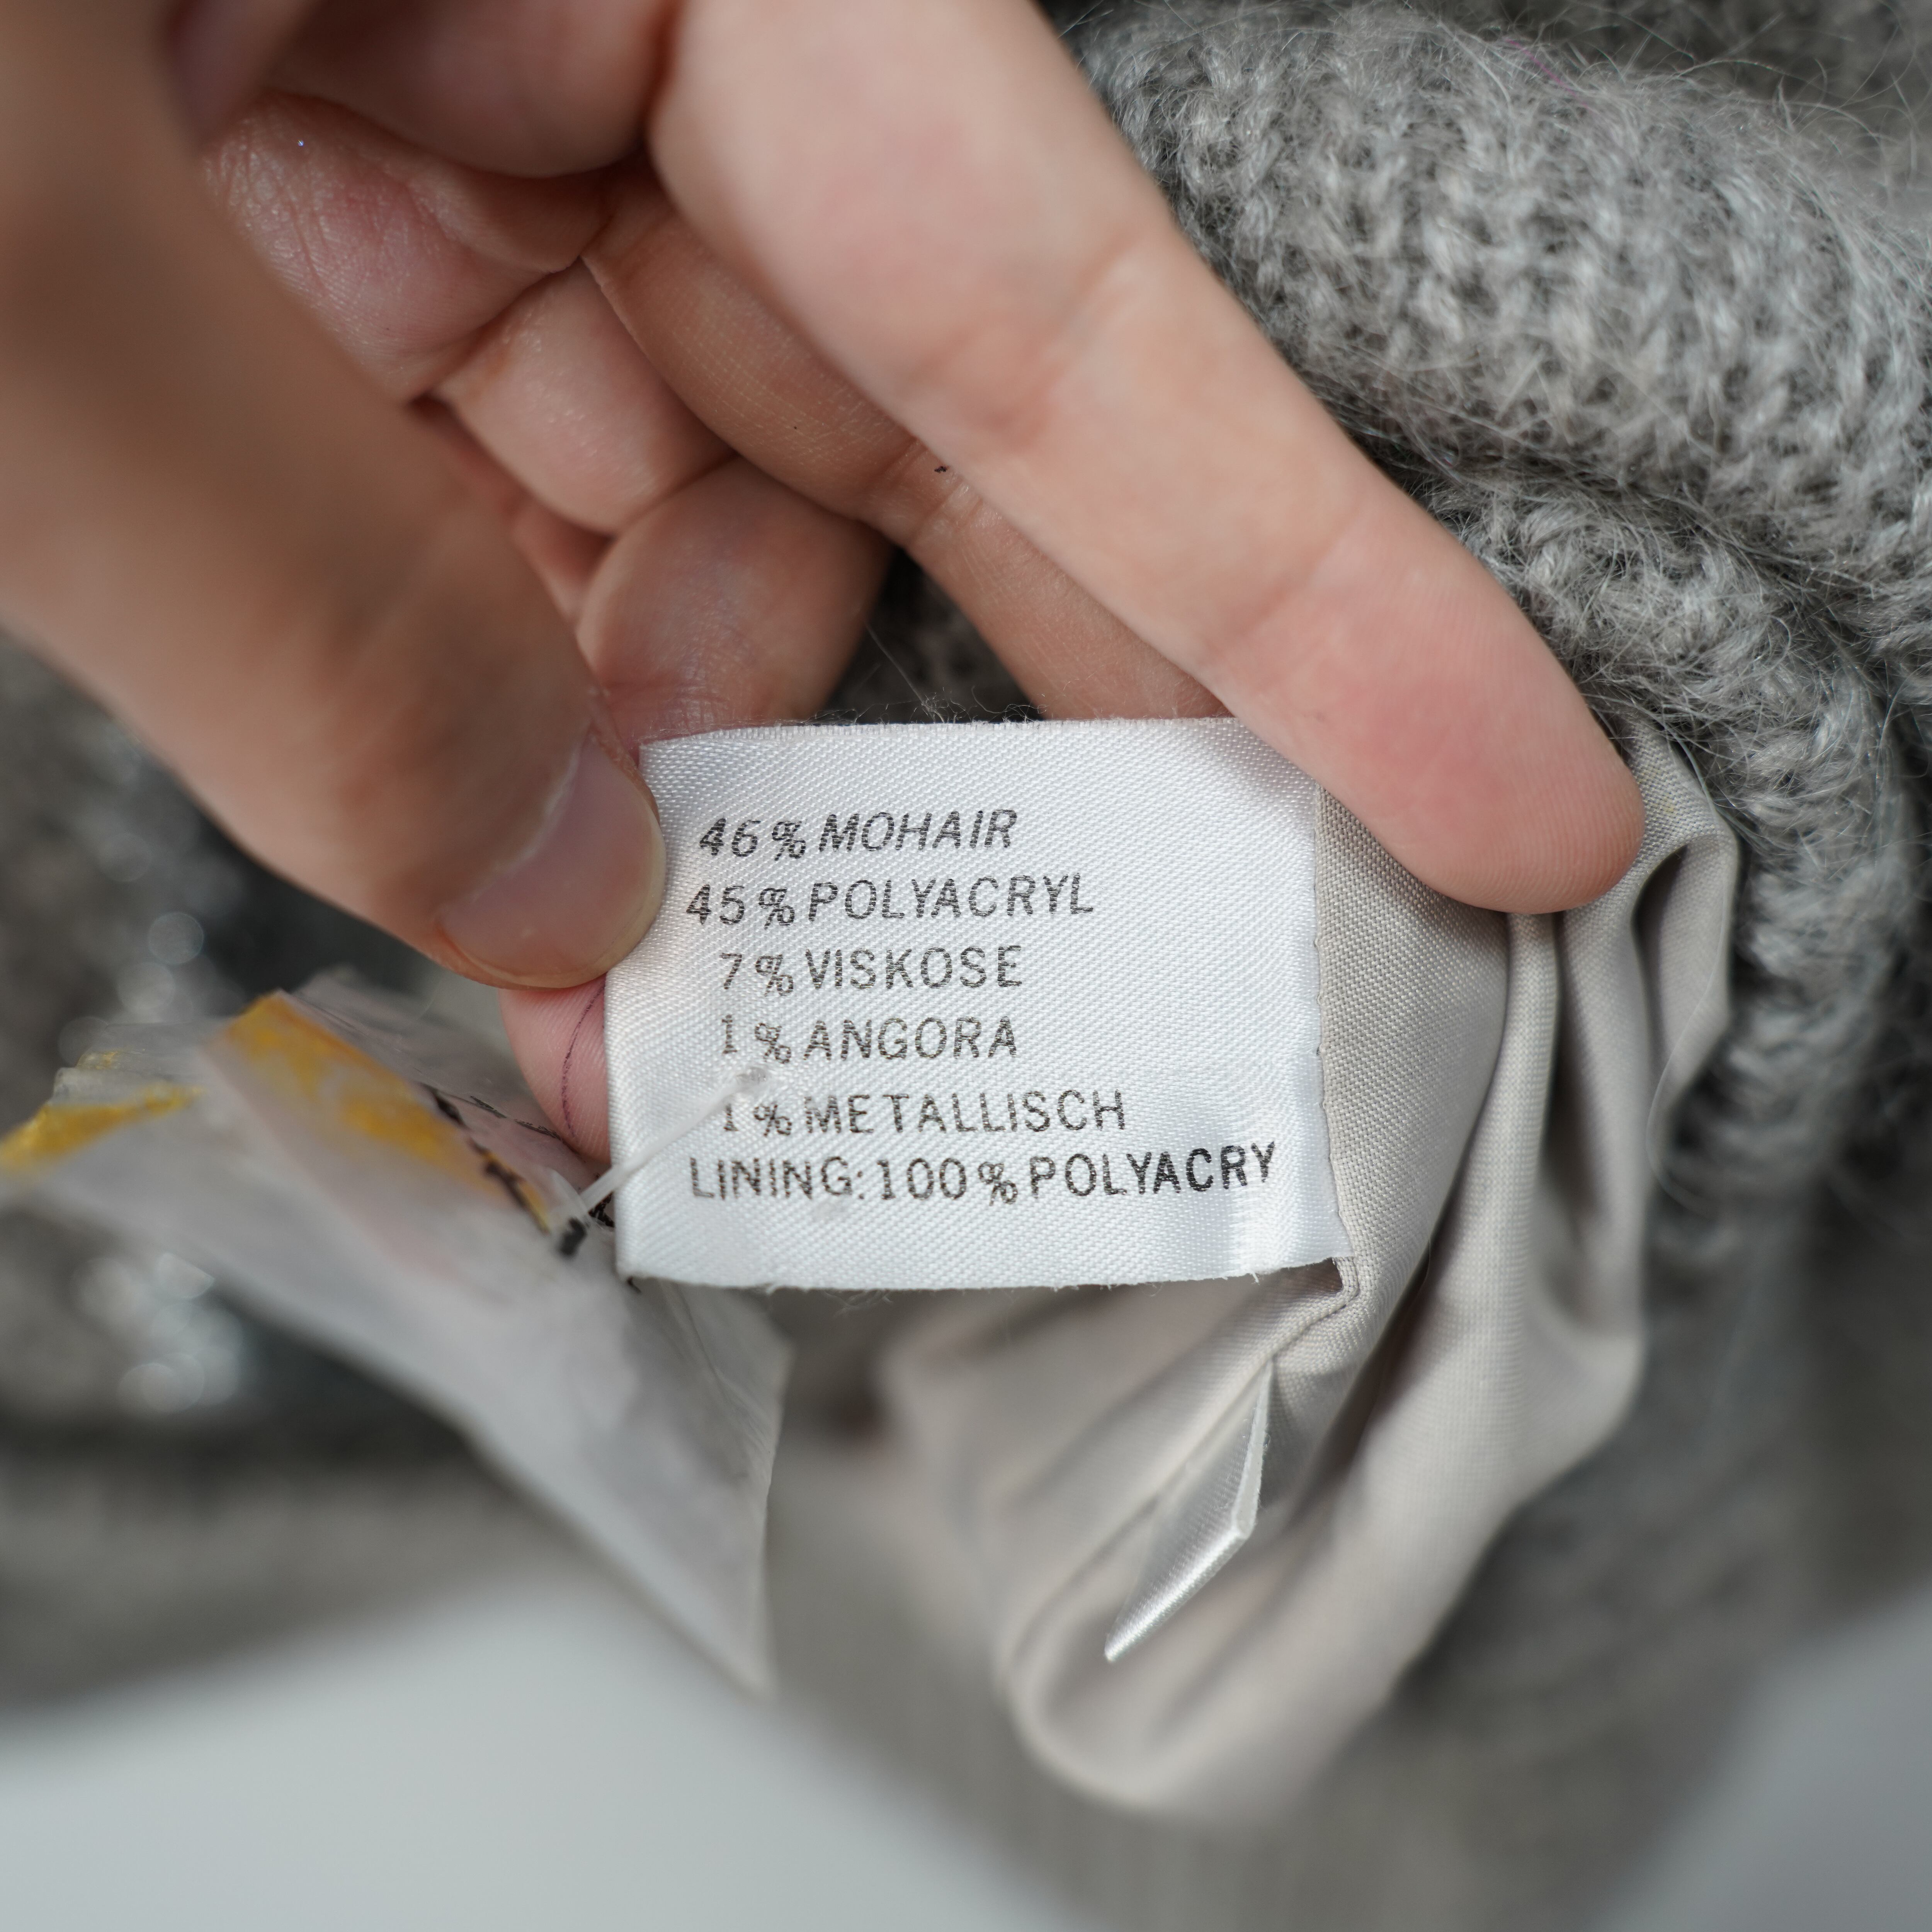 46% MOHAIR
45% POLYACRYL
7% VISKOSE
1% ANGORA
1% METALLISCH
LINING: 100% POLYACRY